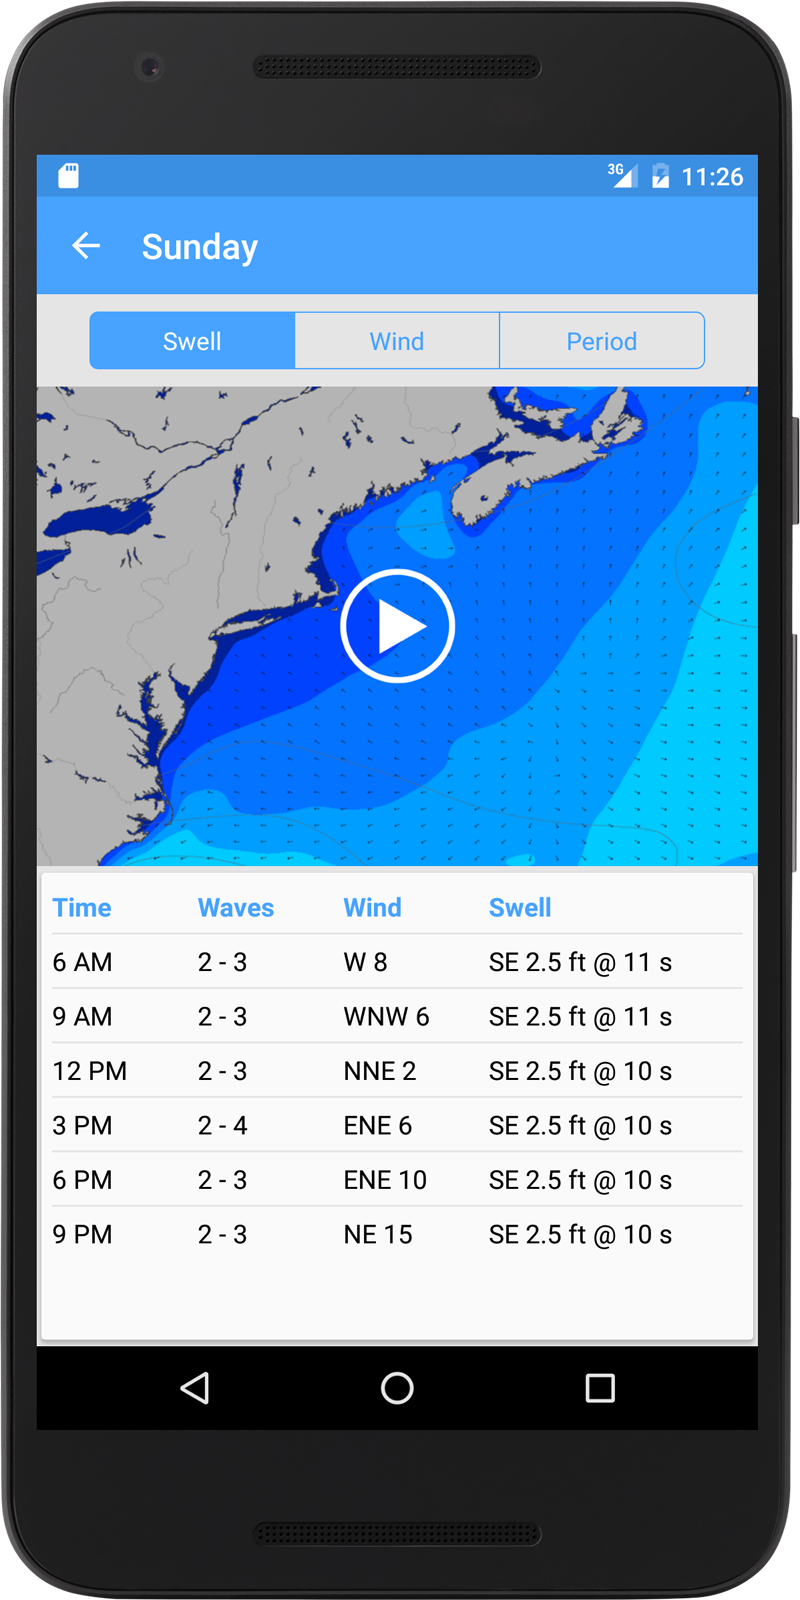 3G 11:26
Sunday
Swell Wind Period
Time Waves Wind Swell
6 AM 2 - 3 W 8 SE 2.5 ft @ 11 s
9 AM 2 - 3 WNW 6 SE 2.5 ft @ 11 s
12 PM 2 - 3 NNE 2 SE 2.5 ft @ 10 s
3 PM 2 - 4 ENE 6 SE 2.5 ft @ 10 s
6 PM 2 - 3 ENE 10 SE 2.5 ft @ 10 s
9 PM 2 - 3 NE 15 SE 2.5 ft @ 10 s